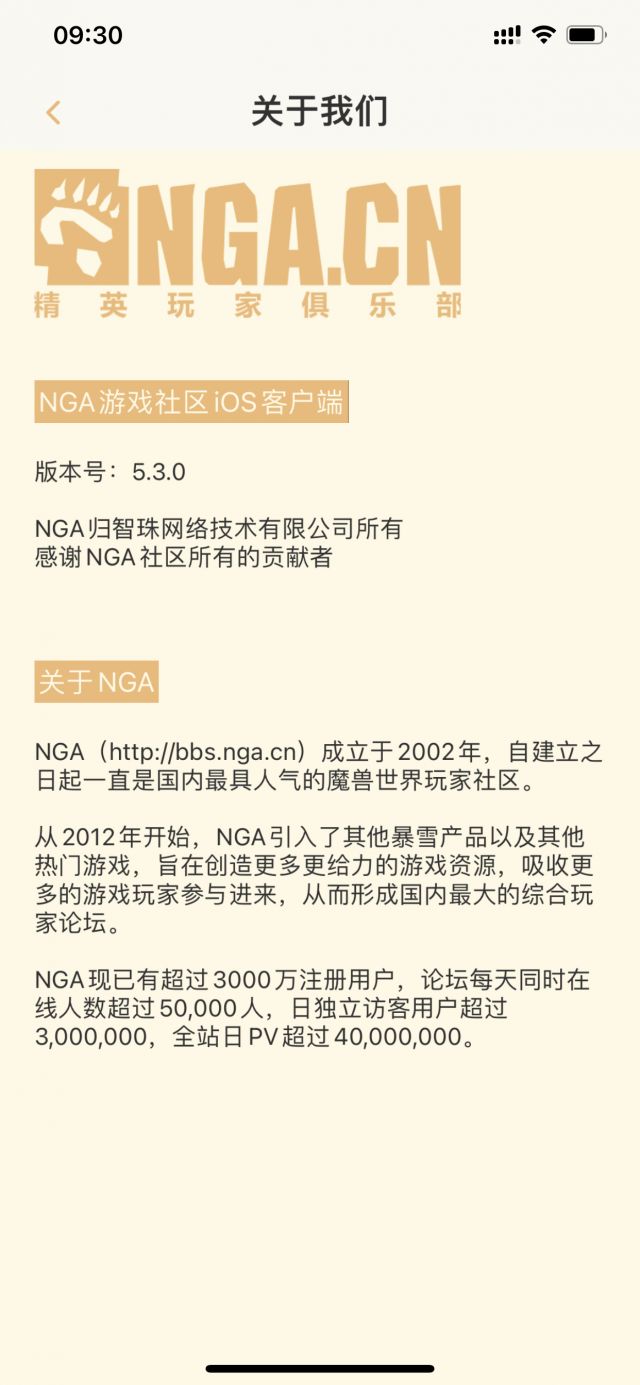 09:30
关于我们
NGA.CN
精英玩家俱乐部
NGA游戏社区iOS客户端
版本号：5.3.0
NGA归智珠网络技术有限公司所有
感谢NGA社区所有的贡献者
关于NGA
NGA（http://bbs.nga.cn）成立于2002年，自建立之
日起一直是国内最具人气的魔兽世界玩家社区。
从2012年开始，NGA引入了其他暴雪产品以及其他
热门游戏，旨在创造更多更给力的游戏资源，吸收更
多的游戏玩家参与进来，从而形成国内最大的综合玩
家论坛。
NGA现已有超过3000万注册用户，论坛每天同时在
线人数超过50,000人，日独立访客用户超过
3,000,000，全站日PV超过40,000,000。